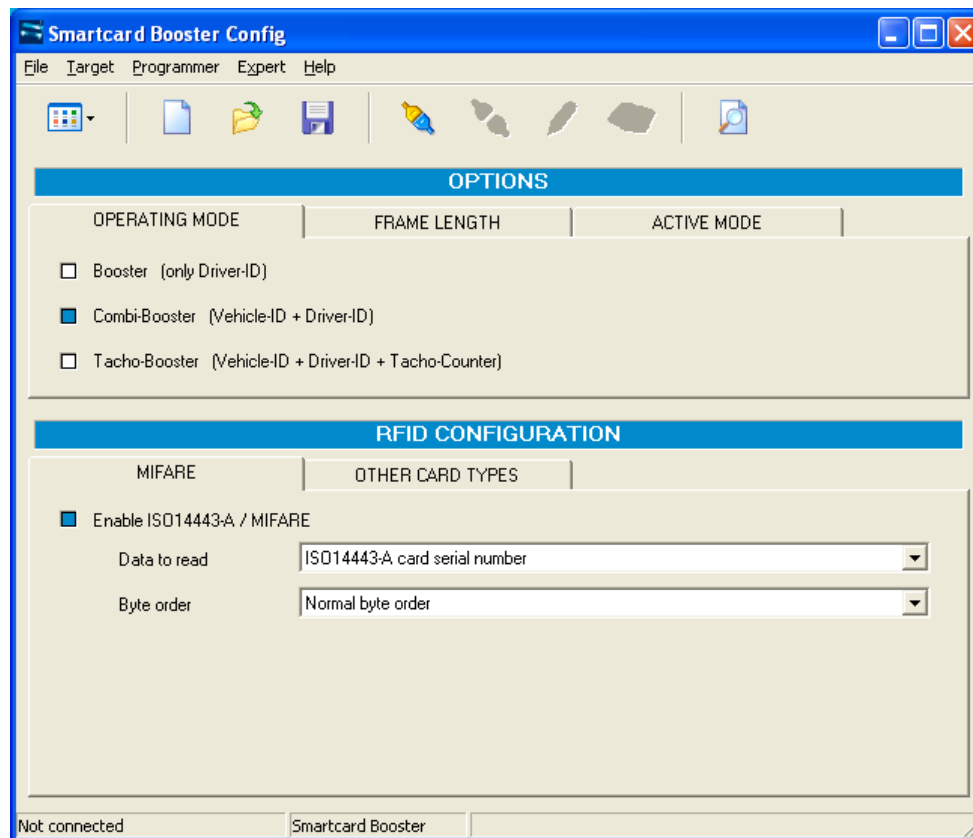 Smartcard Booster Config
File Target Programmer Expert Help
OPTIONS
OPERATING MODE FRAME LENGTH ACTIVE MODE
Booster (only Driver-ID)
Combi-Booster (Vehicle-ID + Driver-ID)
Tacho-Booster (Vehicle-ID + Driver-ID + Tacho-Counter)
RFID CONFIGURATION
MIFARE OTHER CARD TYPES
Enable ISO14443-A / MIFARE
Data to read ISO14443-A card serial number
Byte order Normal byte order
Not connected Smartcard Booster